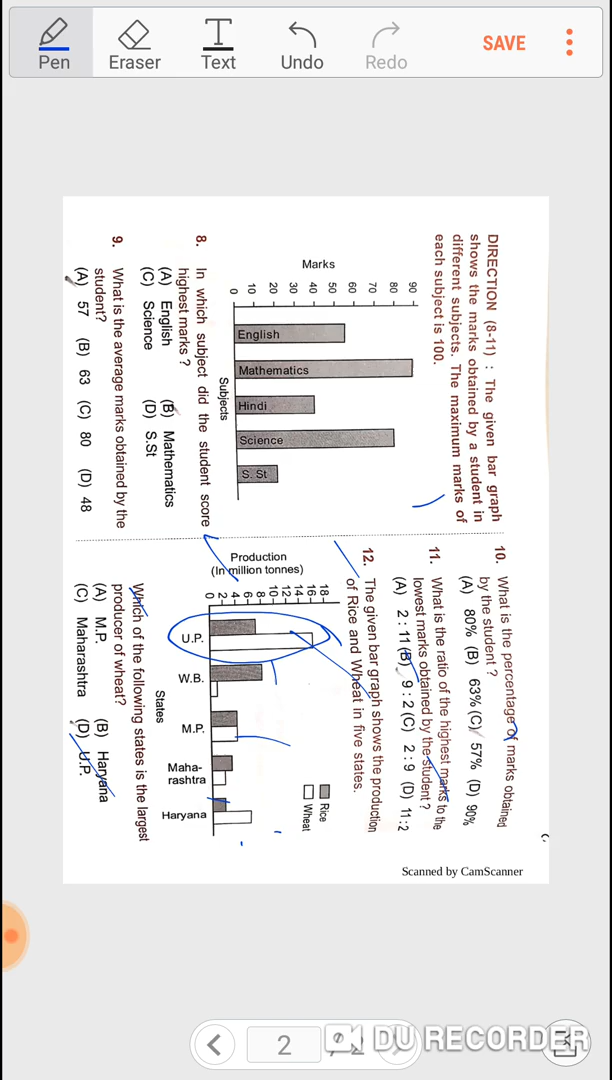 Pen
Eraser
Text
Undo
Redo
SAVE
DIRECTION (8-11) : The given bar graph
shows the marks obtained by a student in
different subjects. The maximum marks of
each subject is 100.
Marks
90
80
70
60
50
40
30
20
10
0
English
Mathematics
Hindi
Science
S. St
Subjects
8. In which subject did the student score
highest marks ?
(A) English (B) Mathematics
(C) Science (D) S.St
9. What is the average marks obtained by the
student?
(A) 57 (B) 63 (C) 80 (D) 48
10. What is the percentage of marks obtained
by the student ?
(A) 80% (B) 63% (C) 57% (D) 90%
11. What is the ratio of the highest marks to the
lowest marks obtained by the student ?
(A) 2 : 11 (B) 9 : 2 (C) 2 : 9 (D) 11 : 2
12. The given bar graph shows the production
of Rice and Wheat in five states.
Production
(In million tonnes)
18
16
14
12
10
8
6
4
2
0
Rice
Wheat
U.P.
W.B.
M.P.
Maha-
rashtra
Haryana
States
Which of the following states is the largest
producer of wheat?
(A) M.P. (B) Haryana
(C) Maharashtra (D) U.P.
Scanned by CamScanner
2 / 2
DU RECORDER